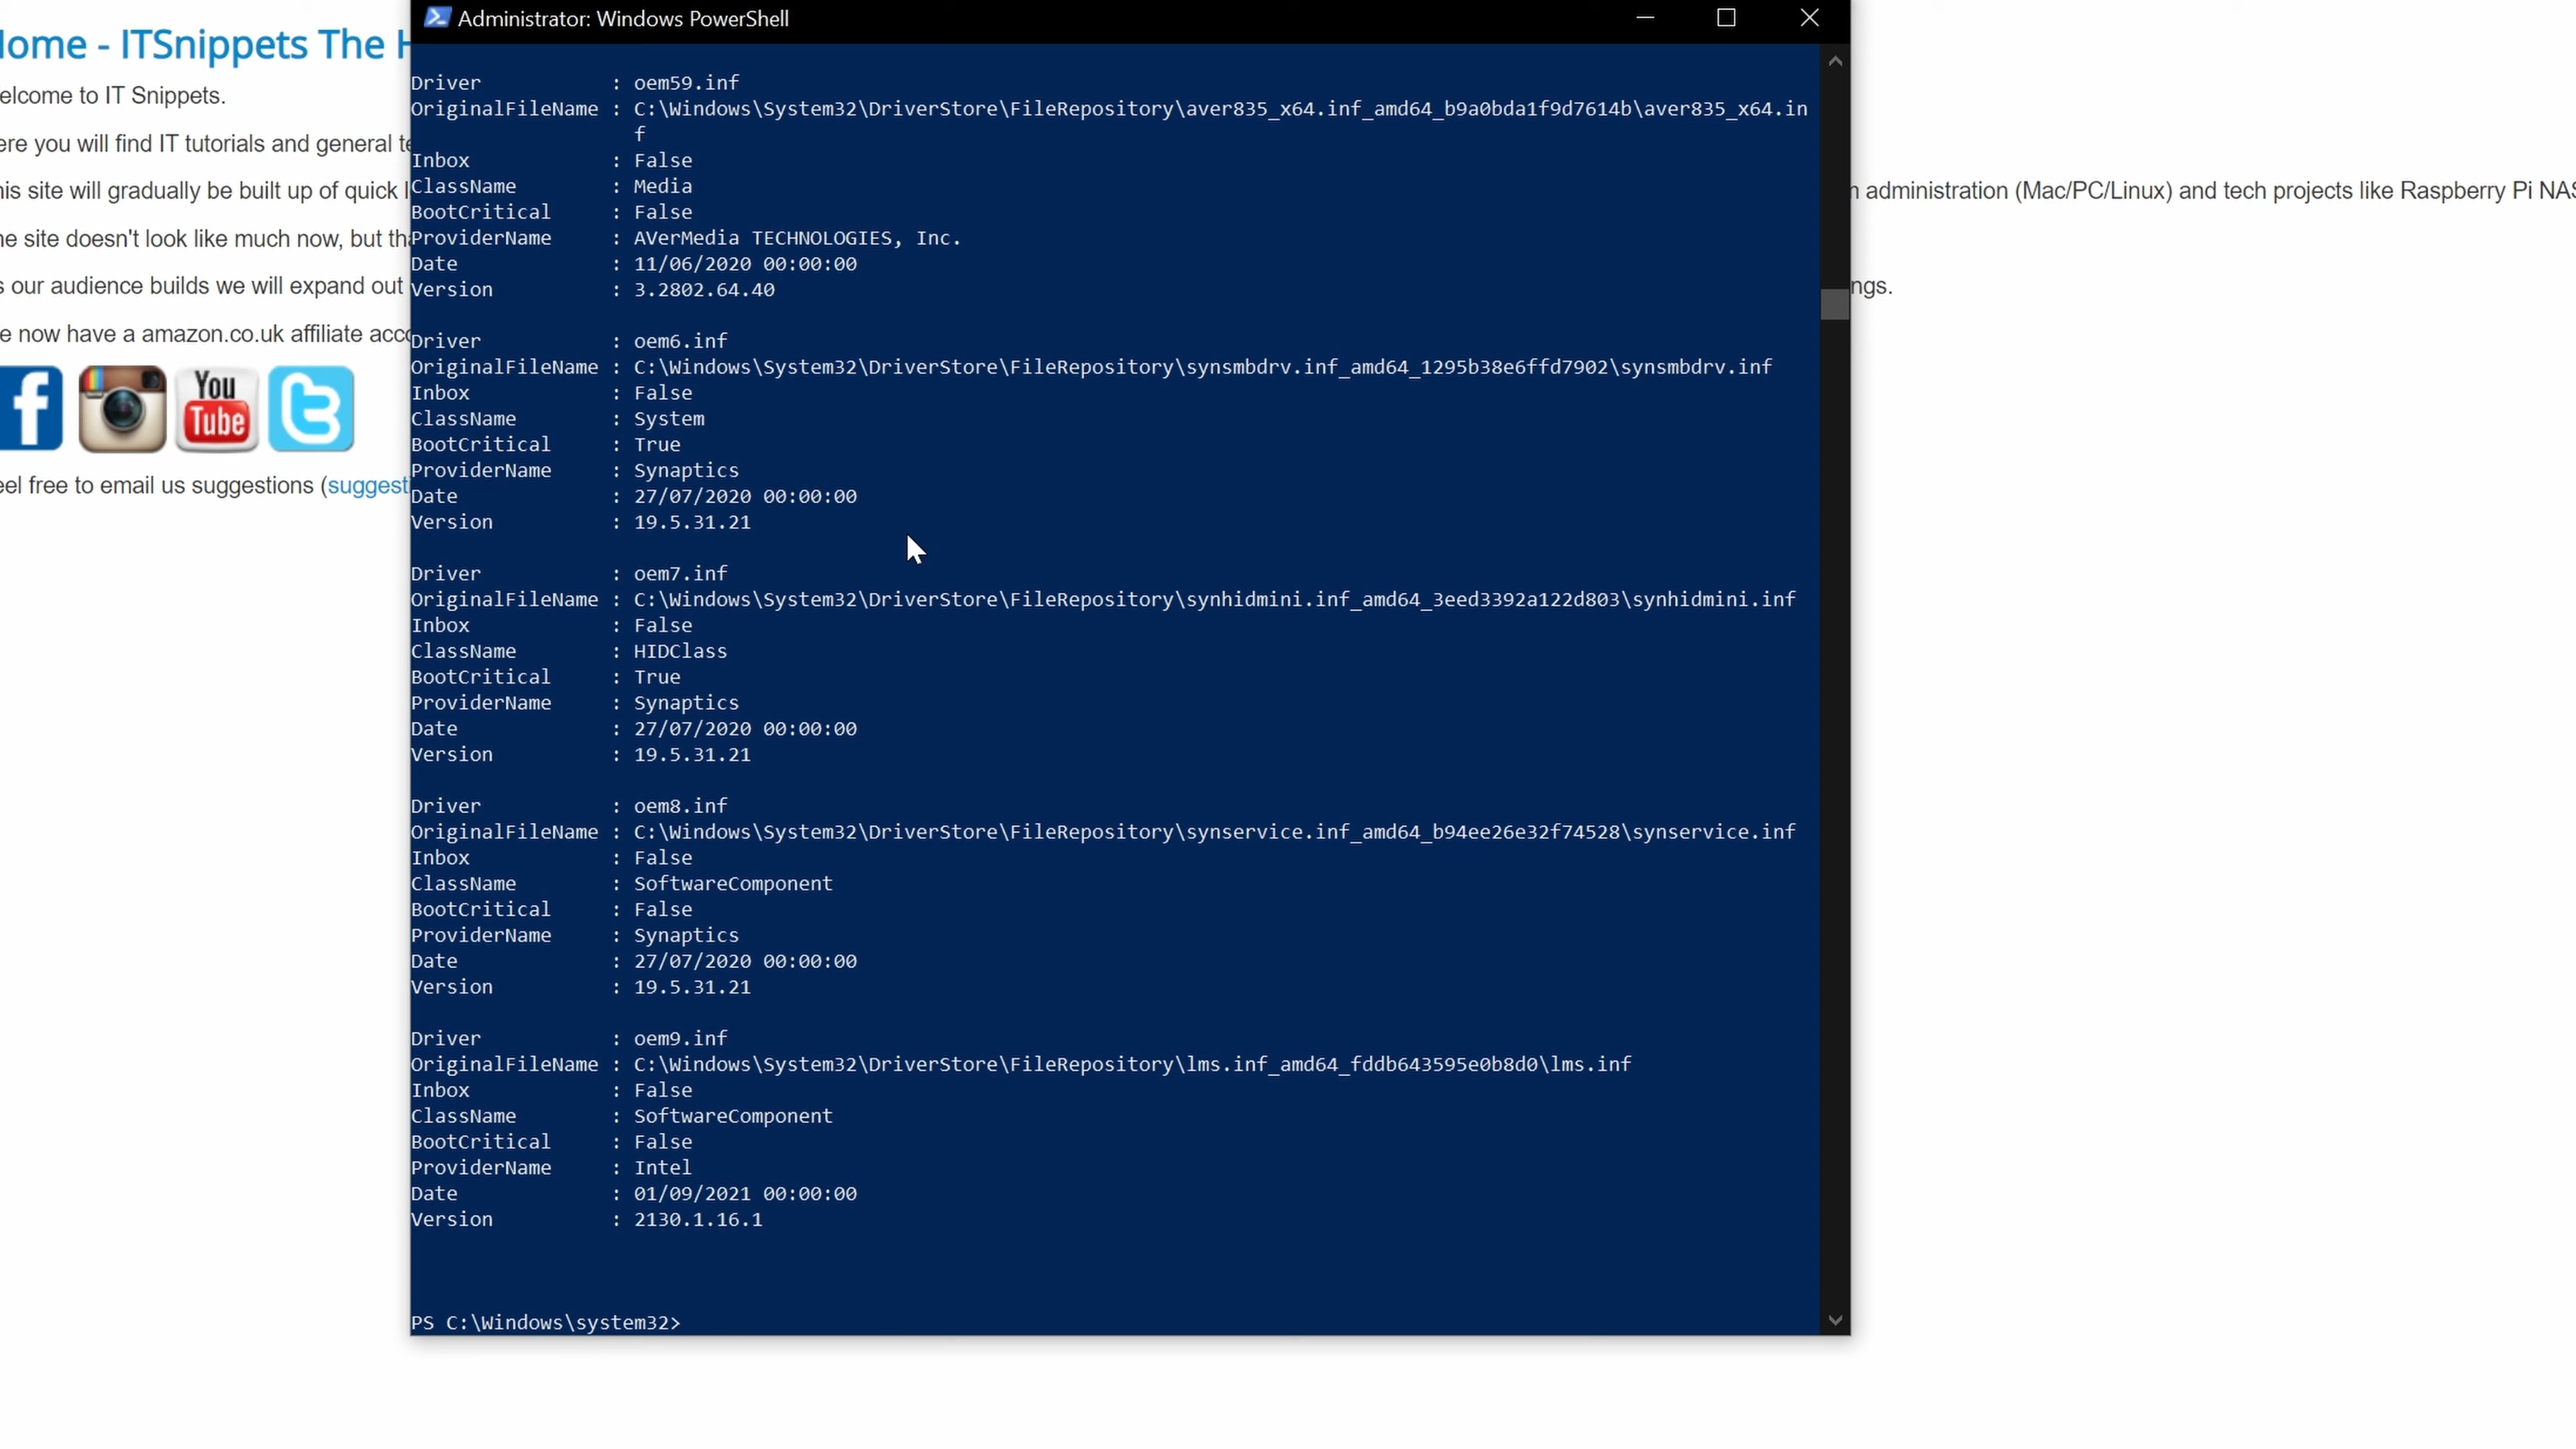 Administrator: Windows PowerShell
ome - ITSnippets The H
elcome to IT Snippets.
ere you will find IT tutorials and general te
his site will gradually be built up of quick l
n administration (Mac/PC/Linux) and tech projects like Raspberry Pi NAS
he site doesn't look like much now, but tha
s our audience builds we will expand out
ngs.
e now have a amazon.co.uk affiliate acco
You
Tube
eel free to email us suggestions (suggest
Driver : oem59.inf
OriginalFileName : C:\Windows\System32\DriverStore\FileRepository\aver835_x64.inf_amd64_b9a0bda1f9d7614b\aver835_x64.in
f
Inbox : False
ClassName : Media
BootCritical : False
ProviderName : AVerMedia TECHNOLOGIES, Inc.
Date : 11/06/2020 00:00:00
Version : 3.2802.64.40
Driver : oem6.inf
OriginalFileName : C:\Windows\System32\DriverStore\FileRepository\synsmbdrv.inf_amd64_1295b38e6ffd7902\synsmbdrv.inf
Inbox : False
ClassName : System
BootCritical : True
ProviderName : Synaptics
Date : 27/07/2020 00:00:00
Version : 19.5.31.21
Driver : oem7.inf
OriginalFileName : C:\Windows\System32\DriverStore\FileRepository\synhidmini.inf_amd64_3eed3392a122d803\synhidmini.inf
Inbox : False
ClassName : HIDClass
BootCritical : True
ProviderName : Synaptics
Date : 27/07/2020 00:00:00
Version : 19.5.31.21
Driver : oem8.inf
OriginalFileName : C:\Windows\System32\DriverStore\FileRepository\synservice.inf_amd64_b94ee26e32f74528\synservice.inf
Inbox : False
ClassName : SoftwareComponent
BootCritical : False
ProviderName : Synaptics
Date : 27/07/2020 00:00:00
Version : 19.5.31.21
Driver : oem9.inf
OriginalFileName : C:\Windows\System32\DriverStore\FileRepository\lms.inf_amd64_fddb643595e0b8d0\lms.inf
Inbox : False
ClassName : SoftwareComponent
BootCritical : False
ProviderName : Intel
Date : 01/09/2021 00:00:00
Version : 2130.1.16.1
PS C:\Windows\system32>